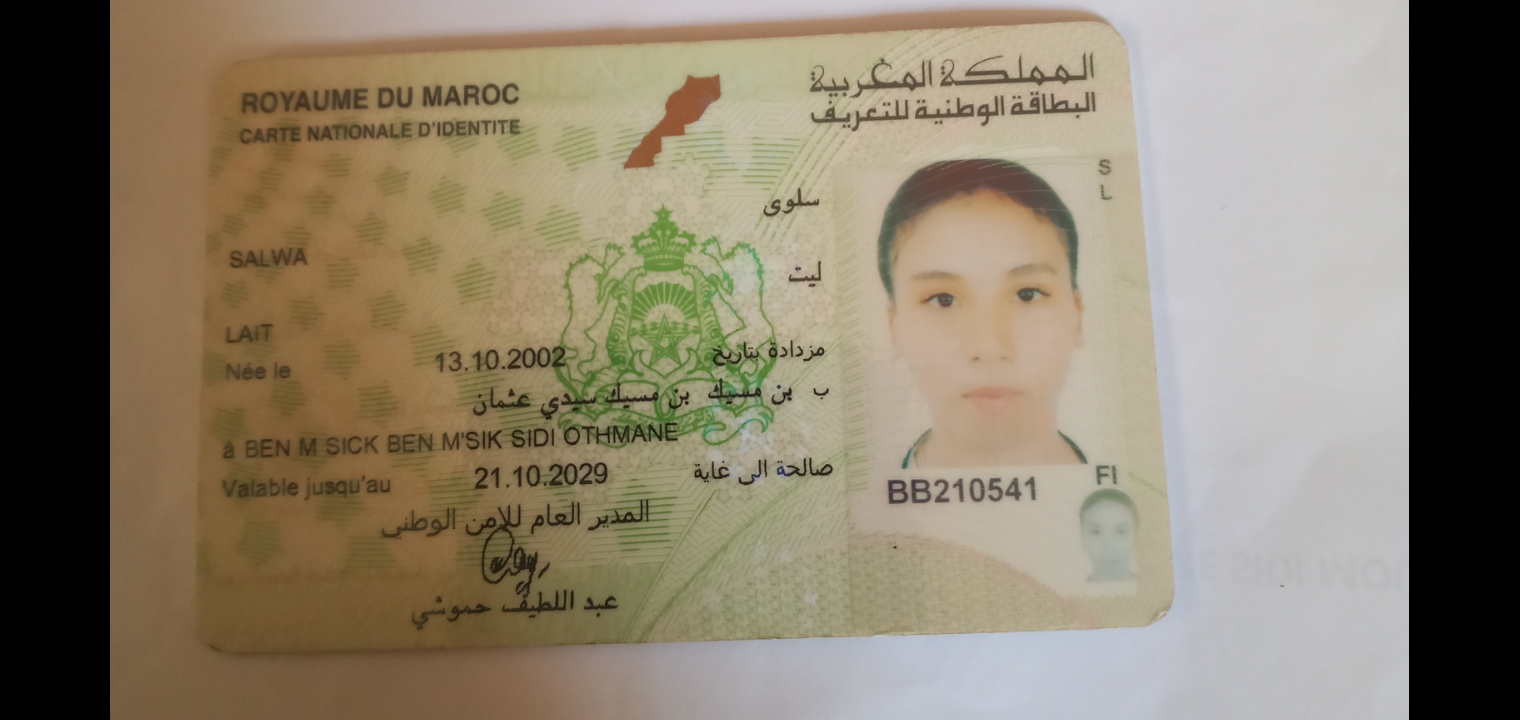 ROYAUME DU MAROC
المملكة المغربية
CARTE NATIONALE D'IDENTITE
البطاقة الوطنية للتعريف
S
L
سلوى
SALWA
ليت
LAIT
Née le 13.10.2002 مزدادة بتاريخ
ب بن مسيك بن مسيك سيدي عثمان
à BEN M SICK BEN M'SIK SIDI OTHMANE
Valable jusqu'au 21.10.2029 صالحة الى غاية
FI
BB210541
المدير العام للامن الوطني
عبد اللطيف حموشي